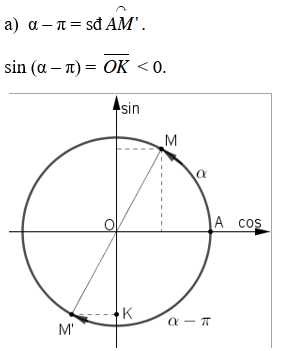 a) α – π = sđ AM' .
sin (α – π) = OK < 0.
sin
M
α
O
A cos
K
M'
α – π